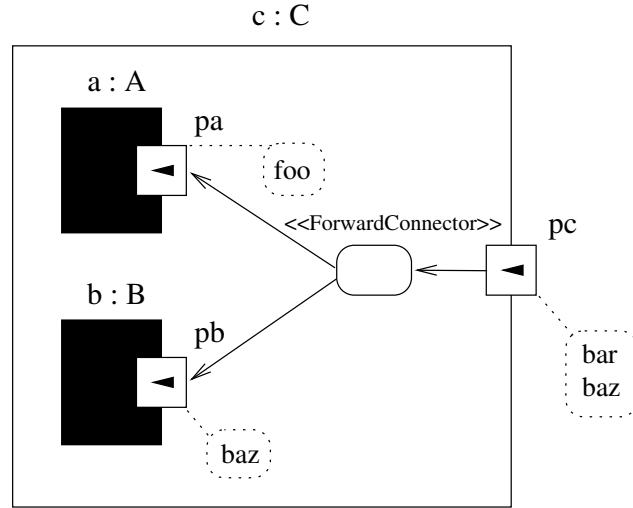 c : C
a : A
pa
foo
<<ForwardConnector>>
pc
b : B
pb
bar
baz
baz